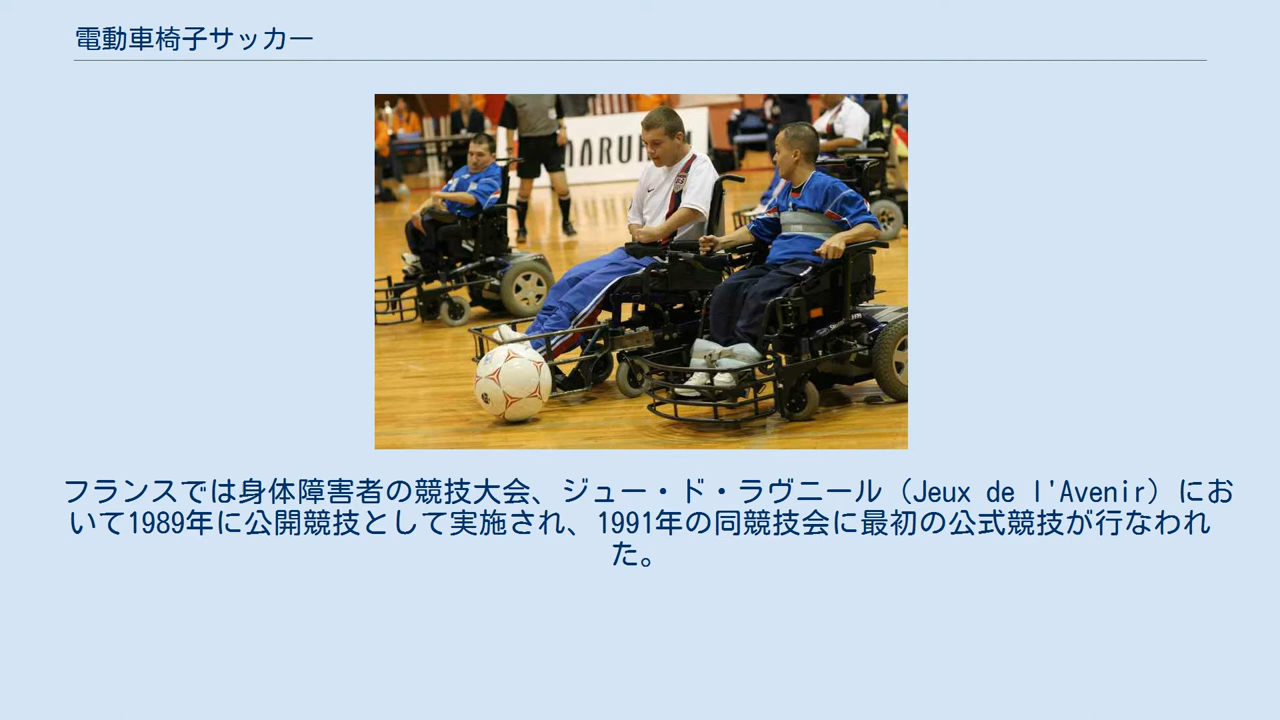 電動車椅子サッカー
フランスでは身体障害者の競技大会、ジュー・ド・ラヴニール（Jeux de l'Avenir）にお
いて1989年に公開競技として実施され、1991年の同競技会に最初の公式競技が行なわれ
た。